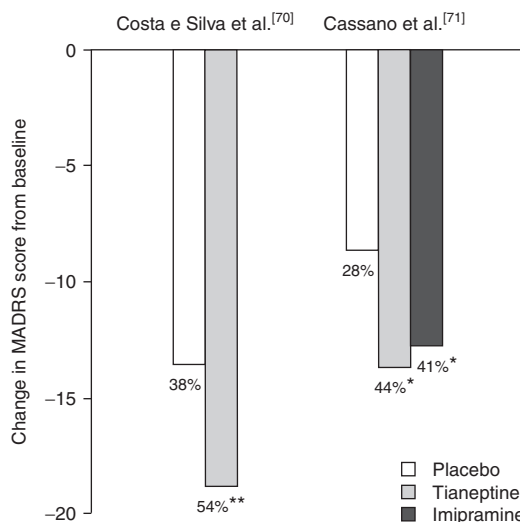 Costa e Silva et al.[70] Cassano et al.[71]
Change in MADRS score from baseline
0
−5
−10
−15
−20
38%
54%**
28%
44%*
41%*
Placebo
Tianeptine
Imipramine